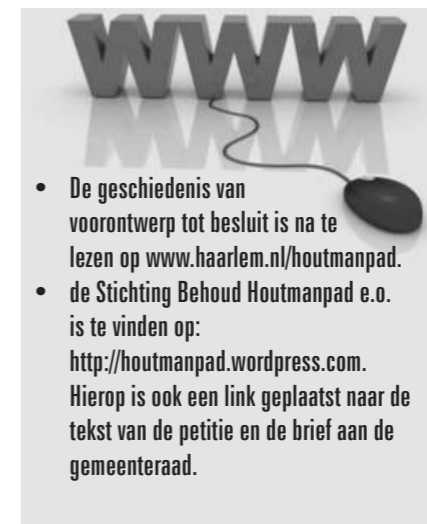 WWW
• De geschiedenis van
voorontwerp tot besluit is na te
lezen op www.haarlem.nl/houtmanpad.
• de Stichting Behoud Houtmanpad e.o.
is te vinden op:
http://houtmanpad.wordpress.com.
Hierop is ook een link geplaatst naar de
tekst van de petitie en de brief aan de
gemeenteraad.